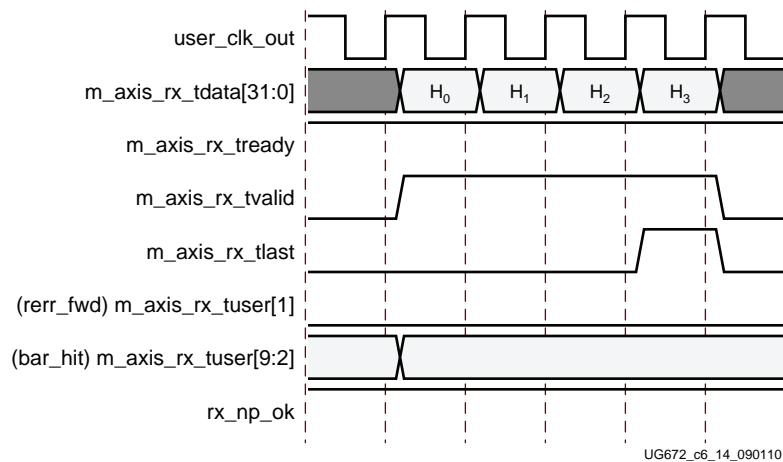 user_clk_out
m_axis_rx_tdata[31:0]
H0 H1 H2 H3
m_axis_rx_tready
m_axis_rx_tvalid
m_axis_rx_tlast
(rerr_fwd) m_axis_rx_tuser[1]
(bar_hit) m_axis_rx_tuser[9:2]
rx_np_ok
UG672_c6_14_090110